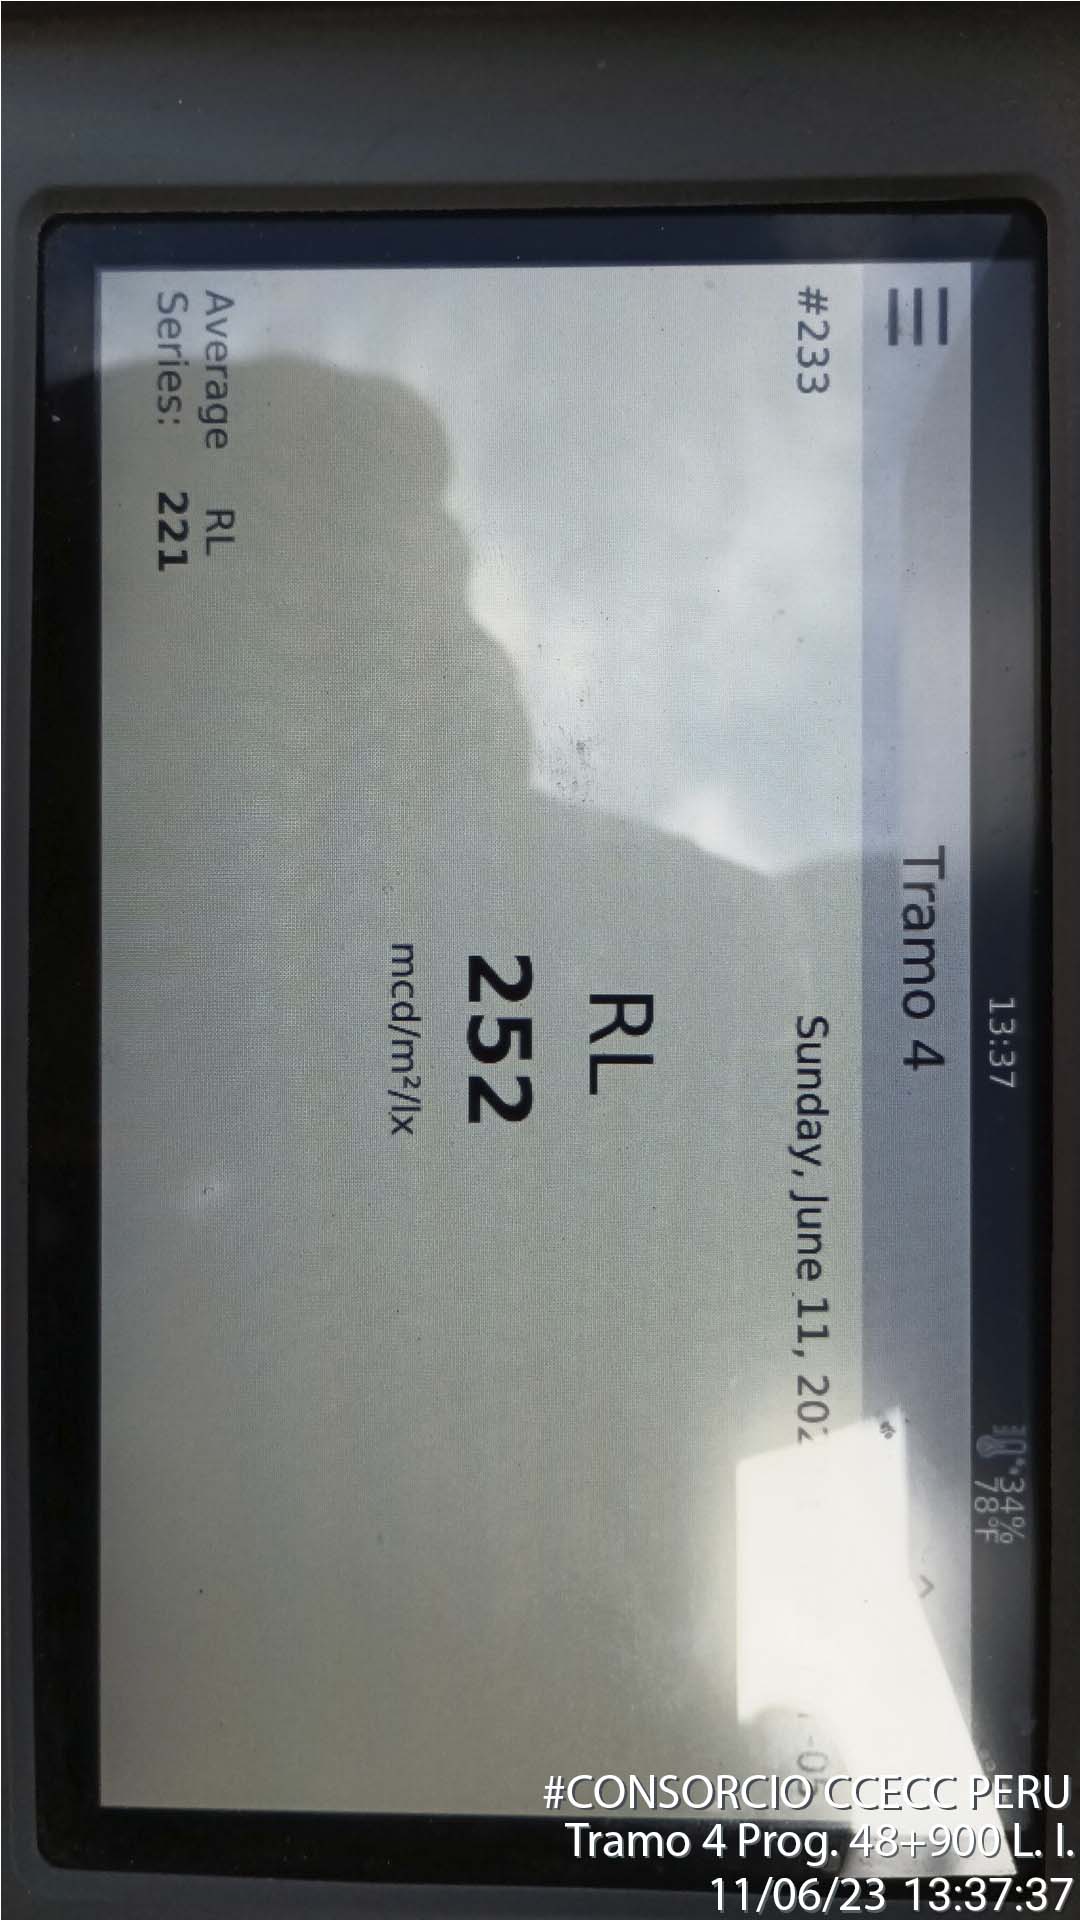 13:37
34%
78°F
Tramo 4
#233
Sunday, June 11, 202
RL
252
mcd/m²/lx
Average RL
Series: 221
#CONSORCIO CCECC PERU
Tramo 4 Prog. 48+900 L. I.
11/06/23 13:37:37